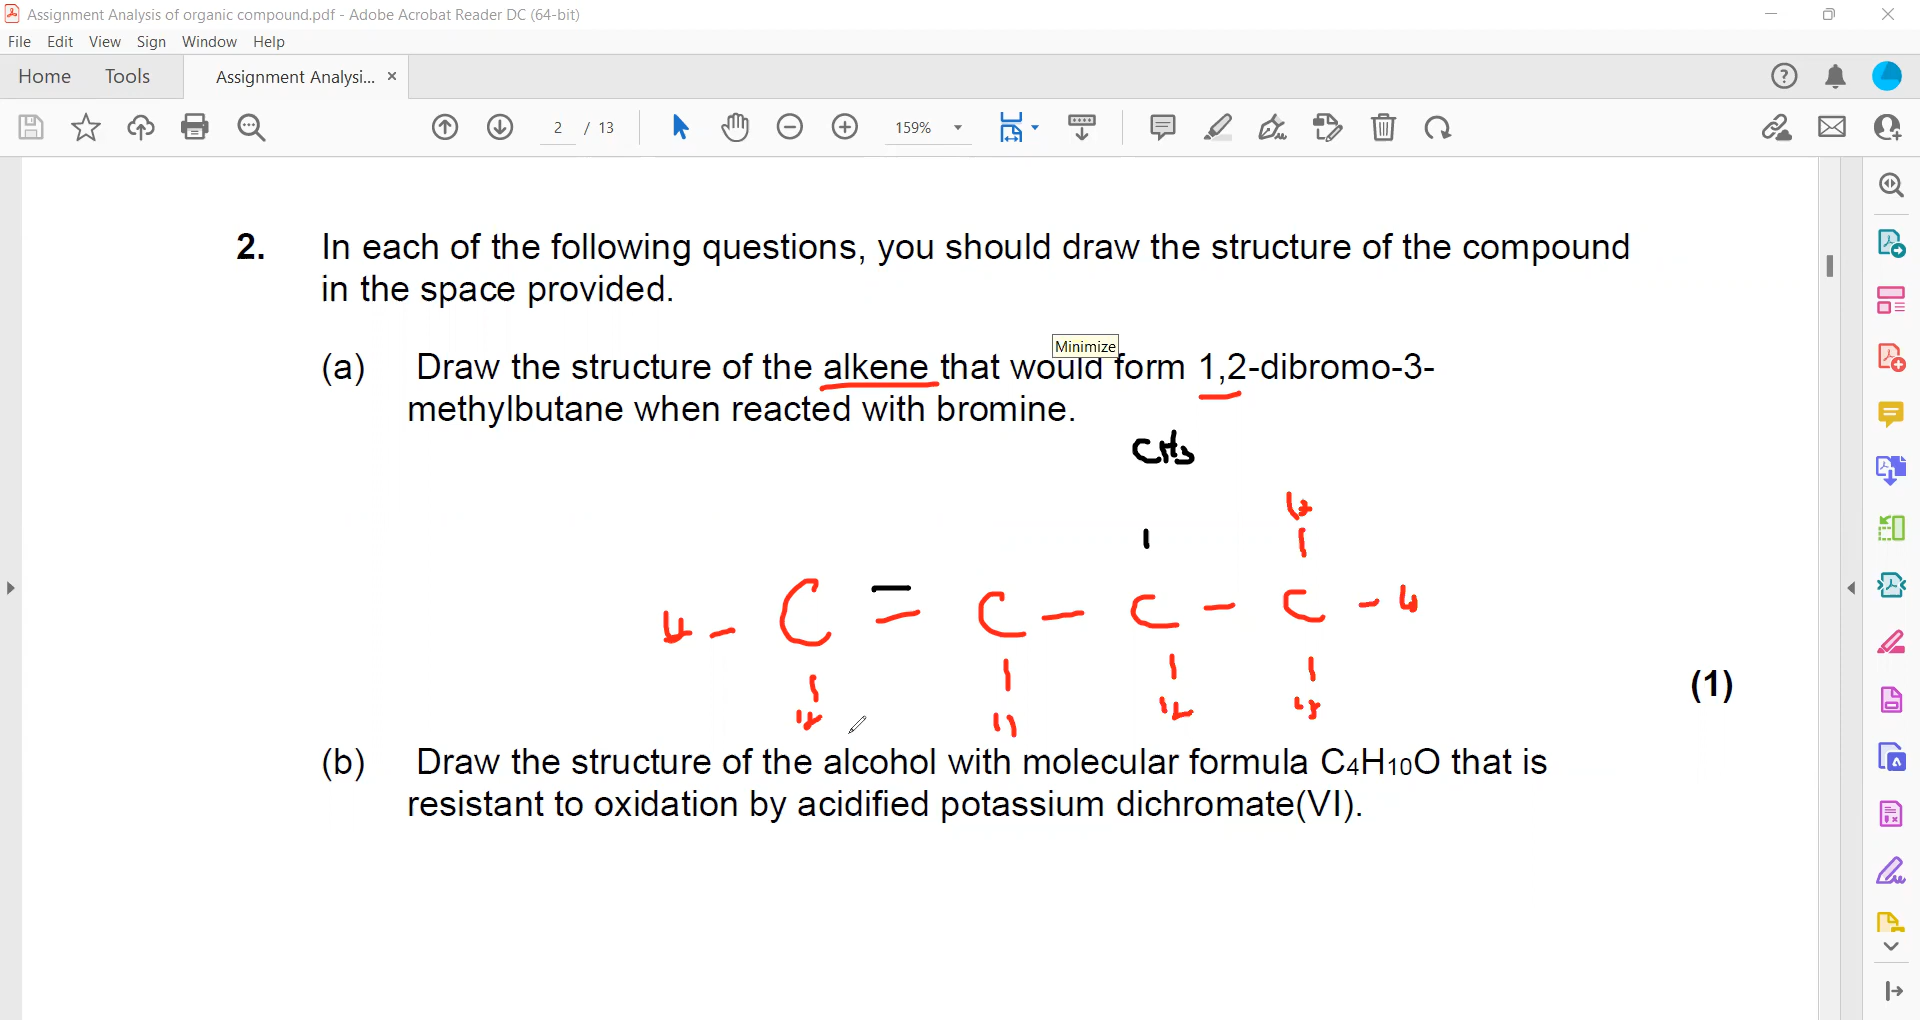 Assignment Analysis of organic compound.pdf - Adobe Acrobat Reader DC (64-bit)
File Edit View Sign Window Help
Home Tools Assignment Analysi... ×
2 / 13 159%
2. In each of the following questions, you should draw the structure of the compound
in the space provided.
Minimize
(a) Draw the structure of the alkene that would form 1,2-dibromo-3-
methylbutane when reacted with bromine.
CH3
H
H - C = C - C - C - H
H H H H
(1)
(b) Draw the structure of the alcohol with molecular formula C4H10O that is
resistant to oxidation by acidified potassium dichromate(VI).